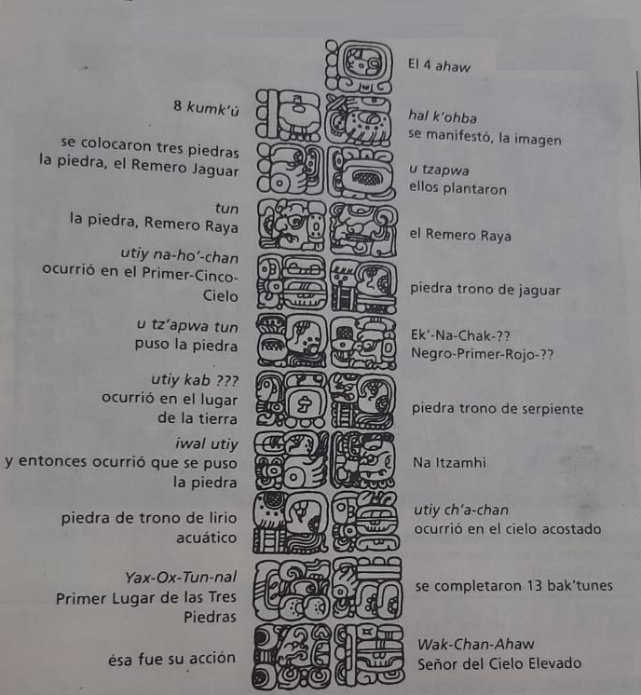 El 4 ahaw
8 kumk'ú
hal k'ohba
se manifestó, la imagen
se colocaron tres piedras
la piedra, el Remero Jaguar
u tzapwa
ellos plantaron
tun
la piedra, Remero Raya
el Remero Raya
utiy na-ho'-chan
ocurrió en el Primer-Cinco-
Cielo
piedra trono de jaguar
u tz'apwa tun
puso la piedra
Ek'-Na-Chak-??
Negro-Primer-Rojo-??
utiy kab ???
ocurrió en el lugar
de la tierra
piedra trono de serpiente
iwal utiy
y entonces ocurrió que se puso
la piedra
Na Itzamhi
piedra de trono de lirio
acuático
utiy ch'a-chan
ocurrió en el cielo acostado
Yax-Ox-Tun-nal
Primer Lugar de las Tres
Piedras
se completaron 13 bak'tunes
ésa fue su acción
Wak-Chan-Ahaw
Señor del Cielo Elevado